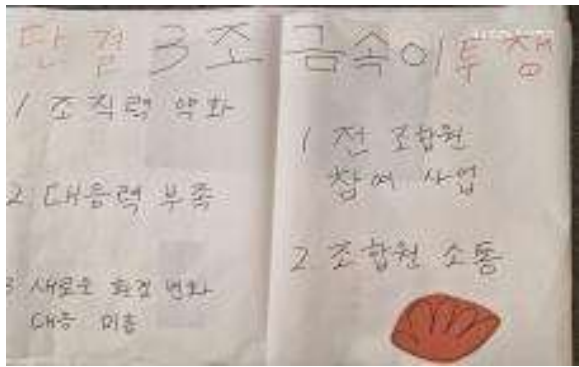 단결 3조 금속이 투쟁
1 조직력 약화
2 대응력 부족
3 새로운 환경 변화
대응 미흡
1 전 조합원
참여 사업
2 조합원 소통